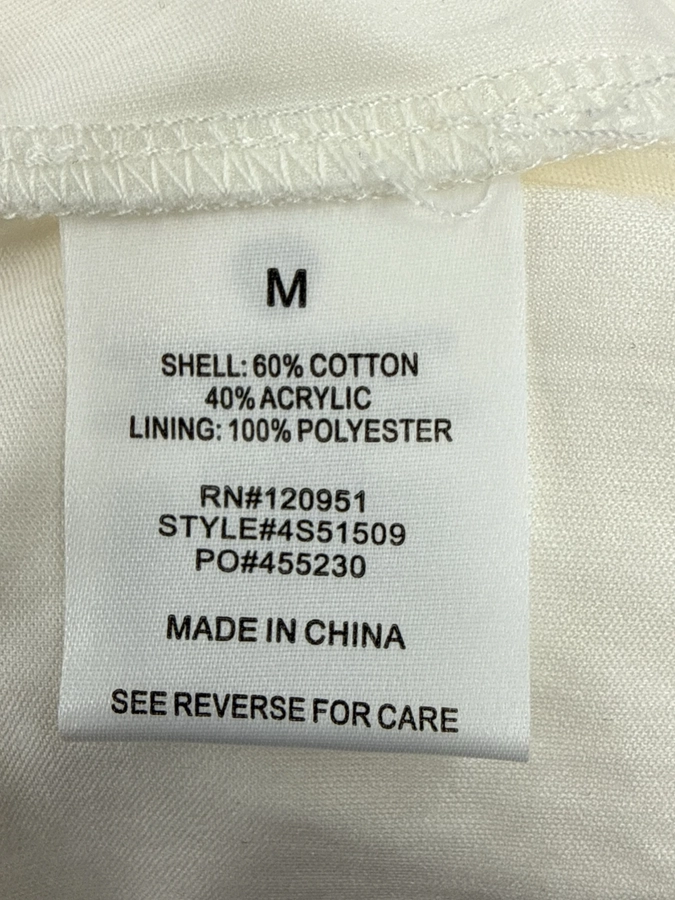 M
SHELL: 60% COTTON
40% ACRYLIC
LINING: 100% POLYESTER
RN#120951
STYLE#4S51509
PO#455230
MADE IN CHINA
SEE REVERSE FOR CARE